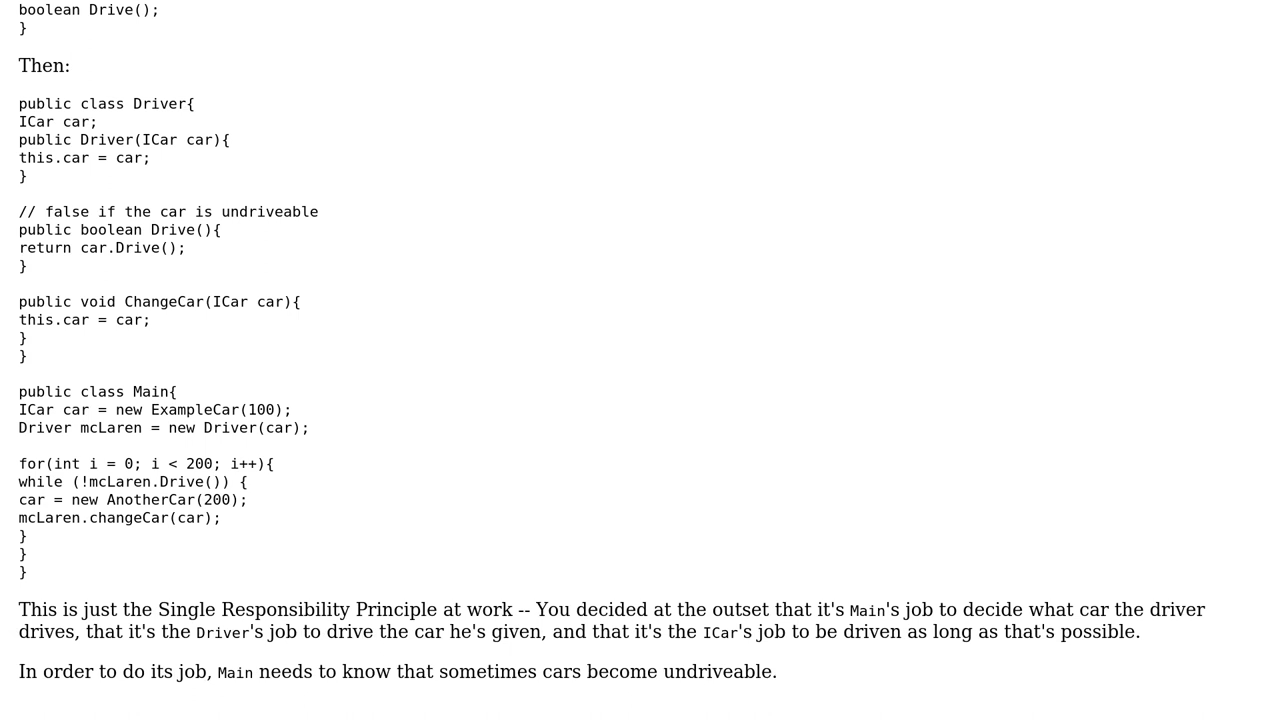 boolean Drive();
}
Then:
public class Driver{
ICar car;
public Driver(ICar car){
this.car = car;
}
// false if the car is undriveable
public boolean Drive(){
return car.Drive();
}
public void ChangeCar(ICar car){
this.car = car;
}
}
public class Main{
ICar car = new ExampleCar(100);
Driver mcLaren = new Driver(car);
for(int i = 0; i < 200; i++){
while (!mcLaren.Drive()) {
car = new AnotherCar(200);
mcLaren.changeCar(car);
}
}
}
This is just the Single Responsibility Principle at work -- You decided at the outset that it's Main's job to decide what car the driver
drives, that it's the Driver's job to drive the car he's given, and that it's the ICar's job to be driven as long as that's possible.
In order to do its job, Main needs to know that sometimes cars become undriveable.